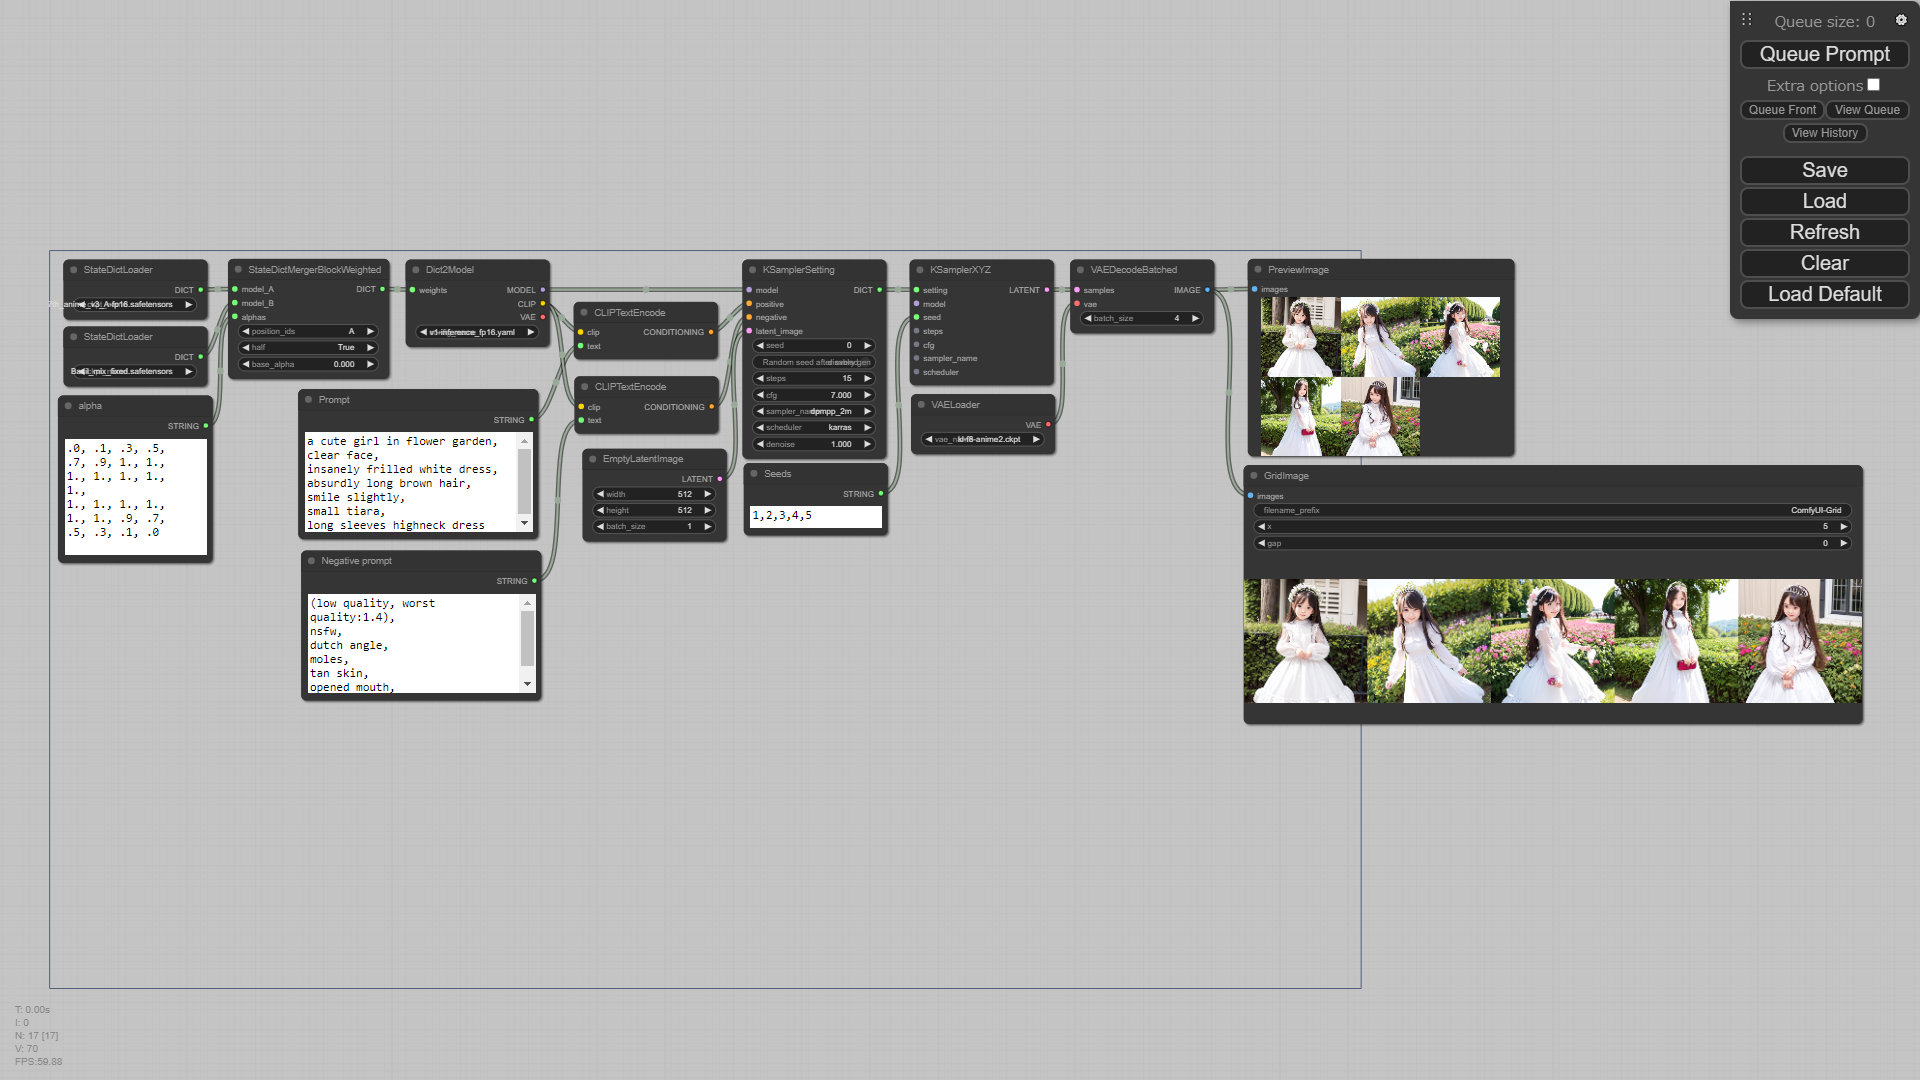 Queue size: 0
Queue Prompt
Extra options
Queue Front
View Queue
View History
Save
Load
Refresh
Clear
Load Default
StateDictLoader
DICT
anime_v3_A-fp16.safetensors
StateDictLoader
DICT
Basil_mix_fixed.safetensors
alpha
STRING
.0, .1, .3, .5,
.7, .9, 1., 1.,
1., 1., 1., 1.,
1.,
1., 1., 1., 1.,
1., 1., .9, .7,
.5, .3, .1, .0
StateDictMergerBlockWeighted
model_A DICT
model_B
alphas
position_ids A
half True
base_alpha 0.000
Dict2Model
weights MODEL
CLIP
VAE
v1-inference_fp16.yaml
Prompt
STRING
a cute girl in flower garden,
clear face,
insanely frilled white dress,
absurdly long brown hair,
smile slightly,
small tiara,
long sleeves highneck dress
Negative prompt
STRING
(low quality, worst
quality:1.4),
nsfw,
dutch angle,
moles,
tan skin,
opened mouth,
CLIPTextEncode
clip CONDITIONING
text
CLIPTextEncode
clip CONDITIONING
text
EmptyLatentImage
LATENT
width 512
height 512
batch_size 1
KSamplerSetting
model DICT
positive
negative
latent_image
seed 0
Random seed after every gen
steps 15
cfg 7.000
dpmpp_2m
scheduler karras
denoise 1.000
Seeds
STRING
1,2,3,4,5
KSamplerXYZ
setting LATENT
model
seed
steps
cfg
sampler_name
scheduler
VAELoader
VAE
kl-f8-anime2.ckpt
VAEDecodeBatched
samples IMAGE
vae
batch_size 4
PreviewImage
images
GridImage
images
filename_prefix ComfyUI-Grid
x 5
gap 0
T: 0.00s
I: 0
N: 17 [17]
V: 70
FPS:59.88